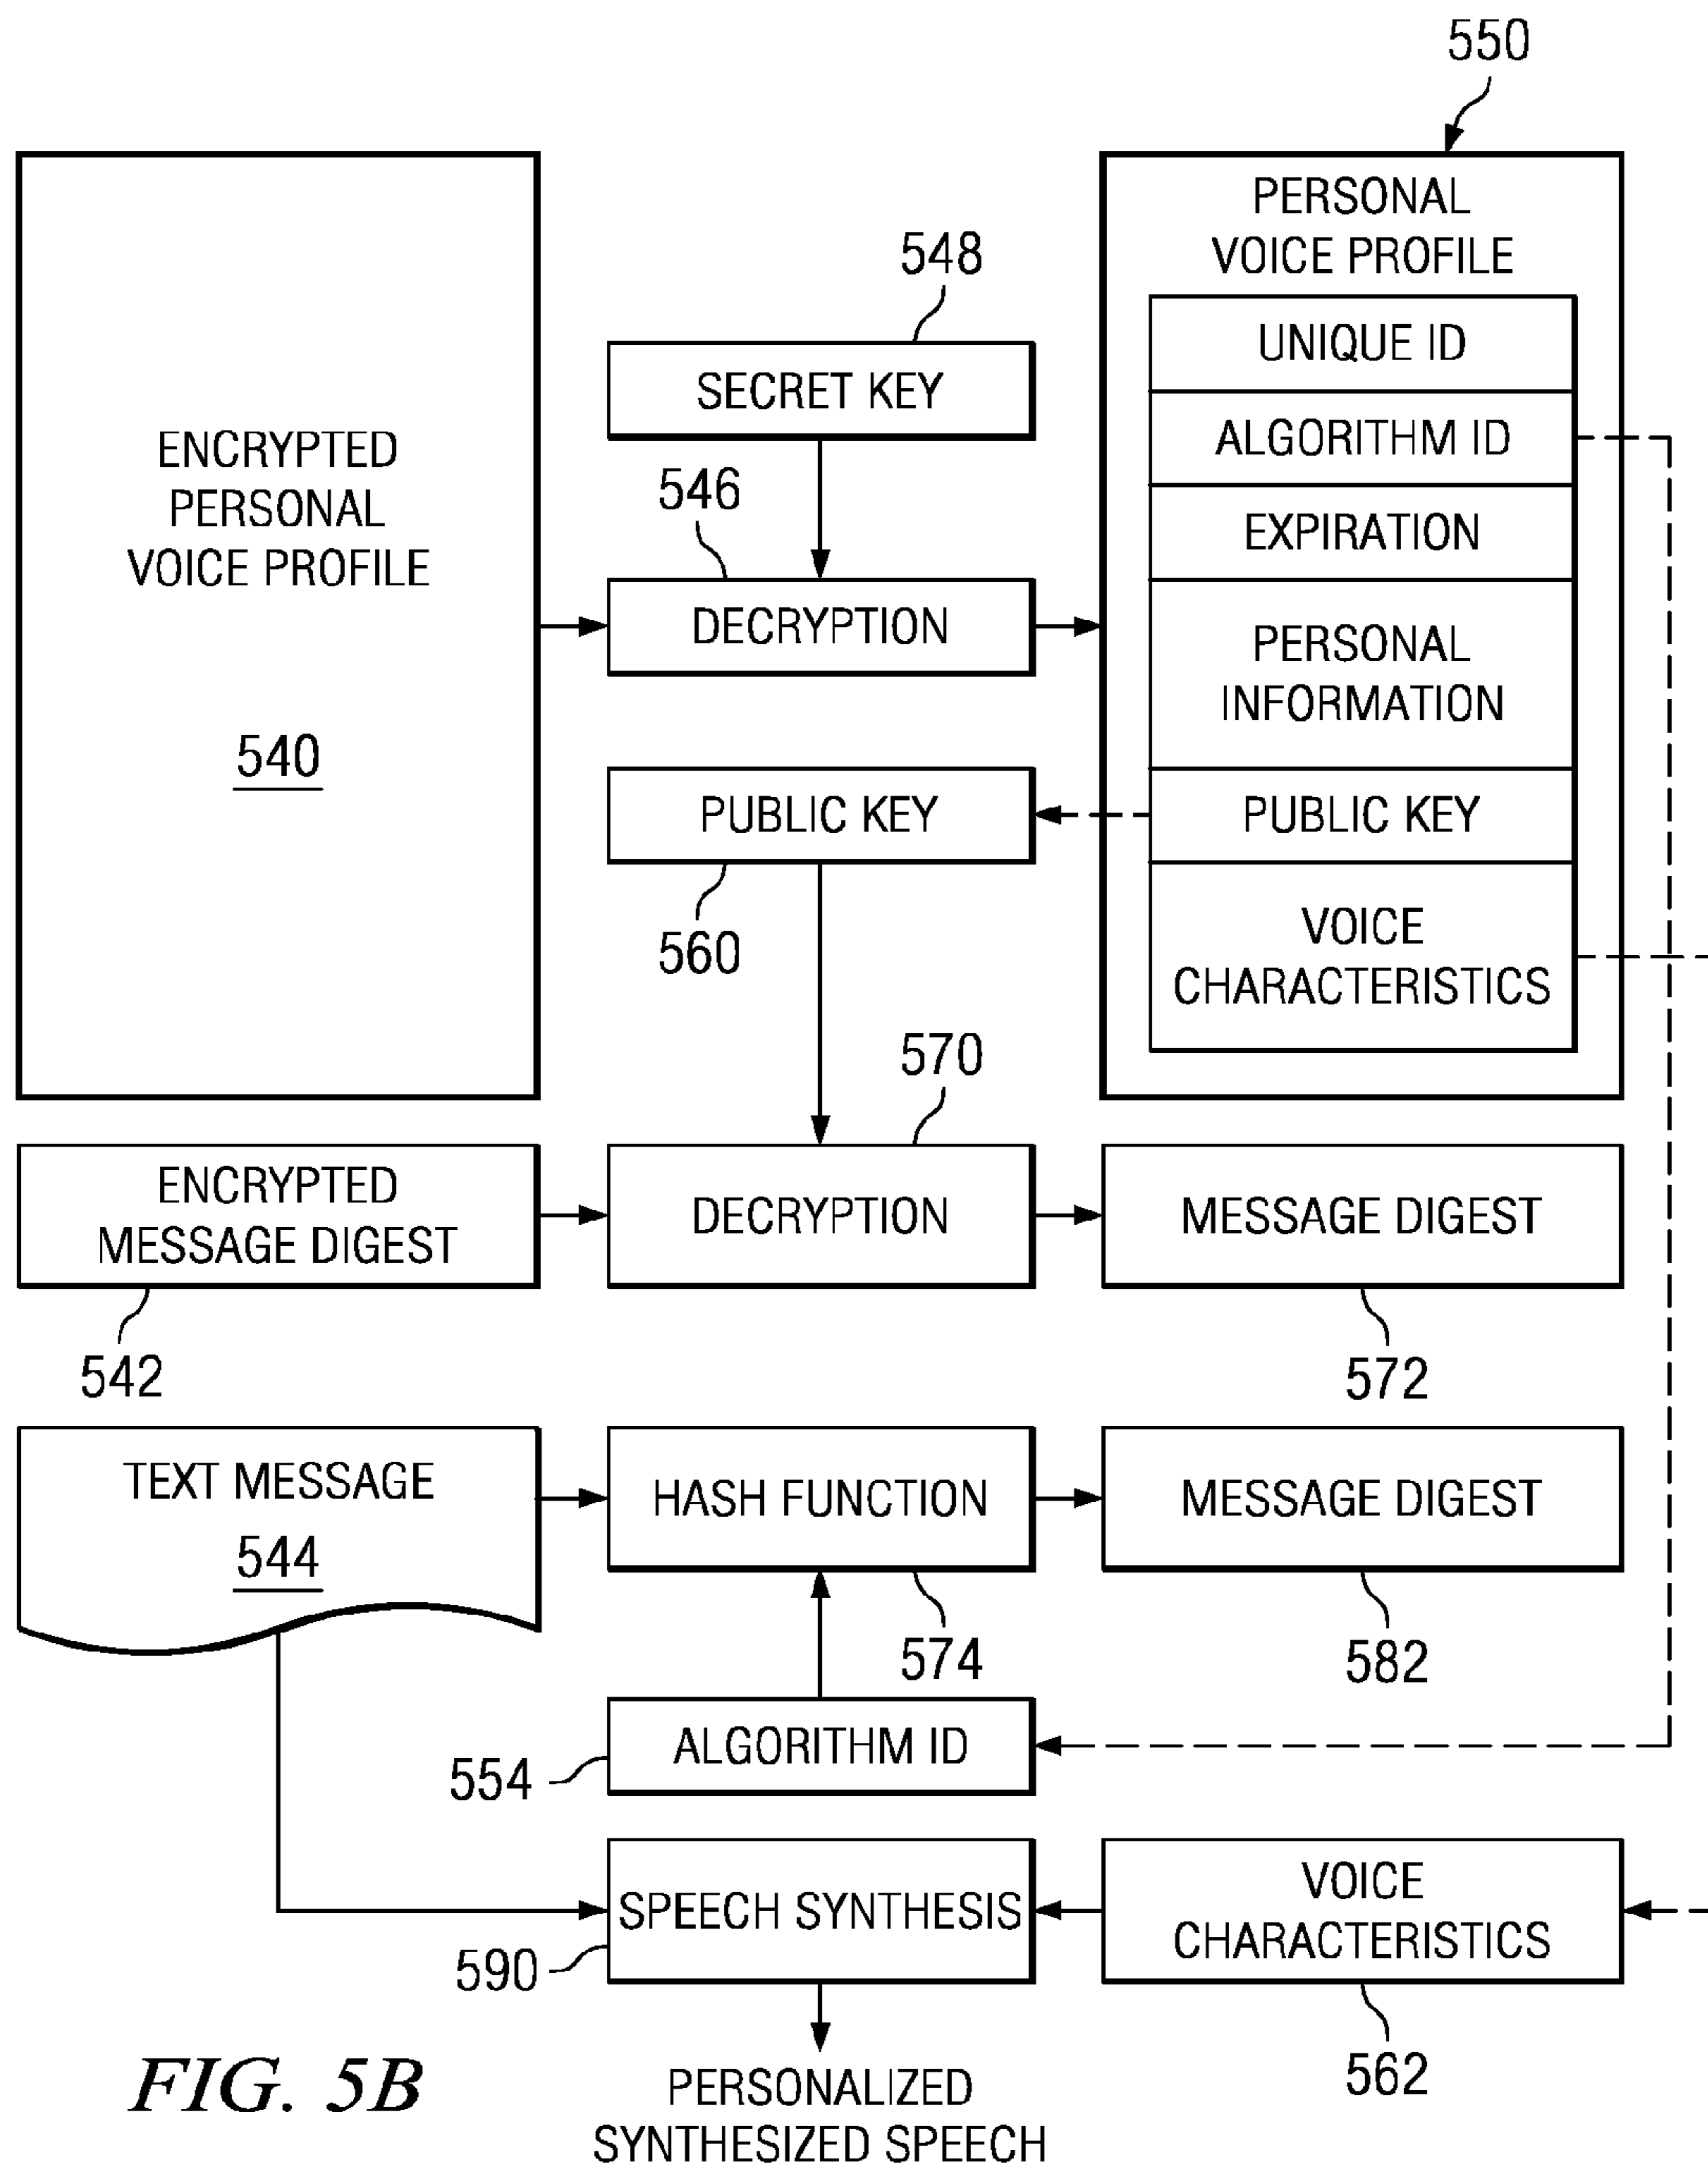 550
ENCRYPTED
PERSONAL
VOICE PROFILE
540
548
SECRET KEY
546
DECRYPTION
PUBLIC KEY
560
PERSONAL
VOICE PROFILE
UNIQUE ID
ALGORITHM ID
EXPIRATION
PERSONAL
INFORMATION
PUBLIC KEY
VOICE
CHARACTERISTICS
570
ENCRYPTED
MESSAGE DIGEST
542
DECRYPTION
MESSAGE DIGEST
572
TEXT MESSAGE
544
HASH FUNCTION
574
MESSAGE DIGEST
582
ALGORITHM ID
554
SPEECH SYNTHESIS
590
VOICE
CHARACTERISTICS
562
PERSONALIZED
SYNTHESIZED SPEECH
FIG. 5B